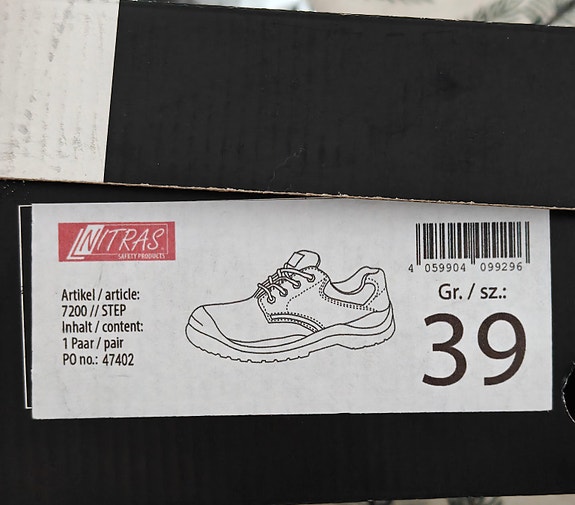 NITRAS
SAFETY PRODUCTS
Artikel / article:
7200 // STEP
Inhalt / content:
1 Paar / pair
PO no.: 47402
4 059904 099296
Gr. / sz.:
39